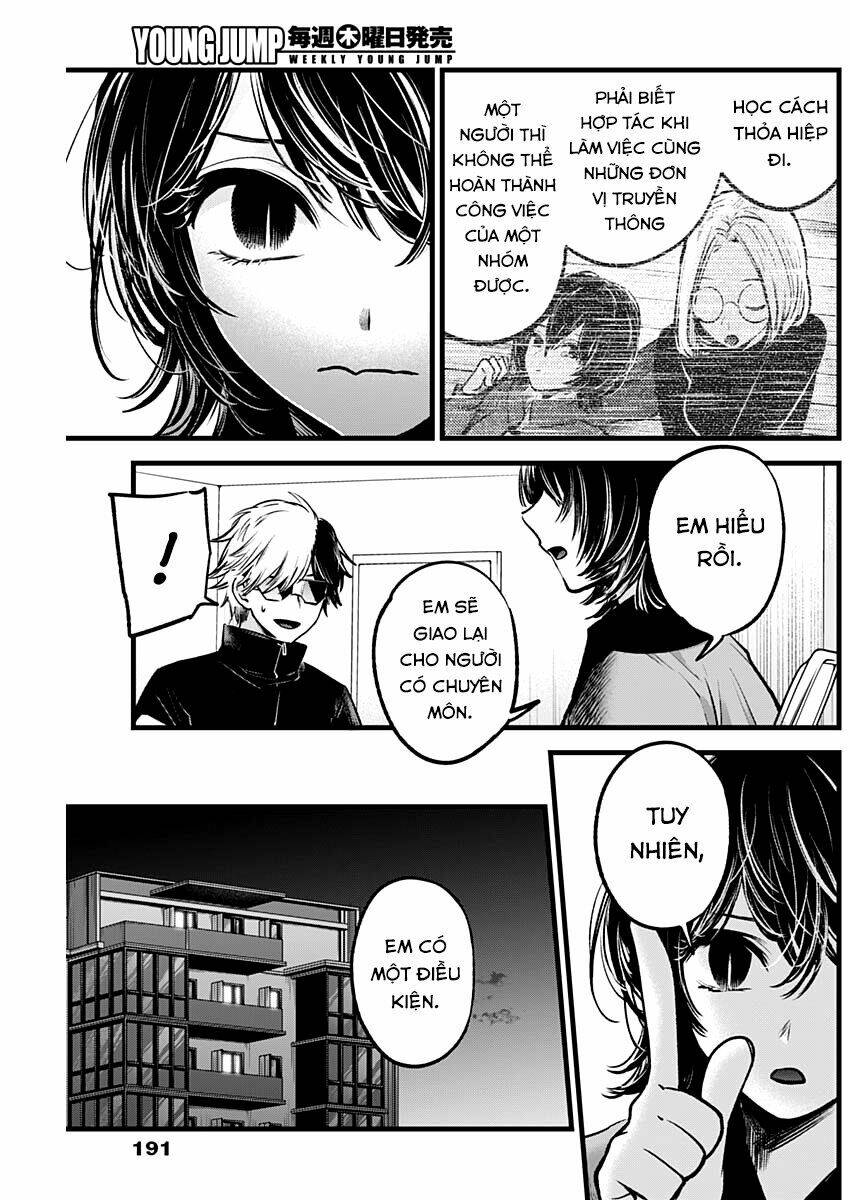 YOUNG JUMP 毎週木曜日発売
WEEKLY YOUNG JUMP
HỌC CÁCH
THỎA HIỆP
ĐI.
PHẢI BIẾT
HỢP TÁC KHI
LÀM VIỆC CÙNG
NHỮNG ĐƠN
VỊ TRUYỀN
THÔNG
MỘT
NGƯỜI THÌ
KHÔNG THỂ
HOÀN THÀNH
CÔNG VIỆC
CỦA MỘT
NHÓM
ĐƯỢC.
EM HIỂU
RỒI.
EM SẼ
GIAO LẠI
CHO NGƯỜI
CÓ CHUYÊN
MÔN.
!
TUY
NHIÊN,
EM CÓ
MỘT ĐIỀU
KIỆN.
191